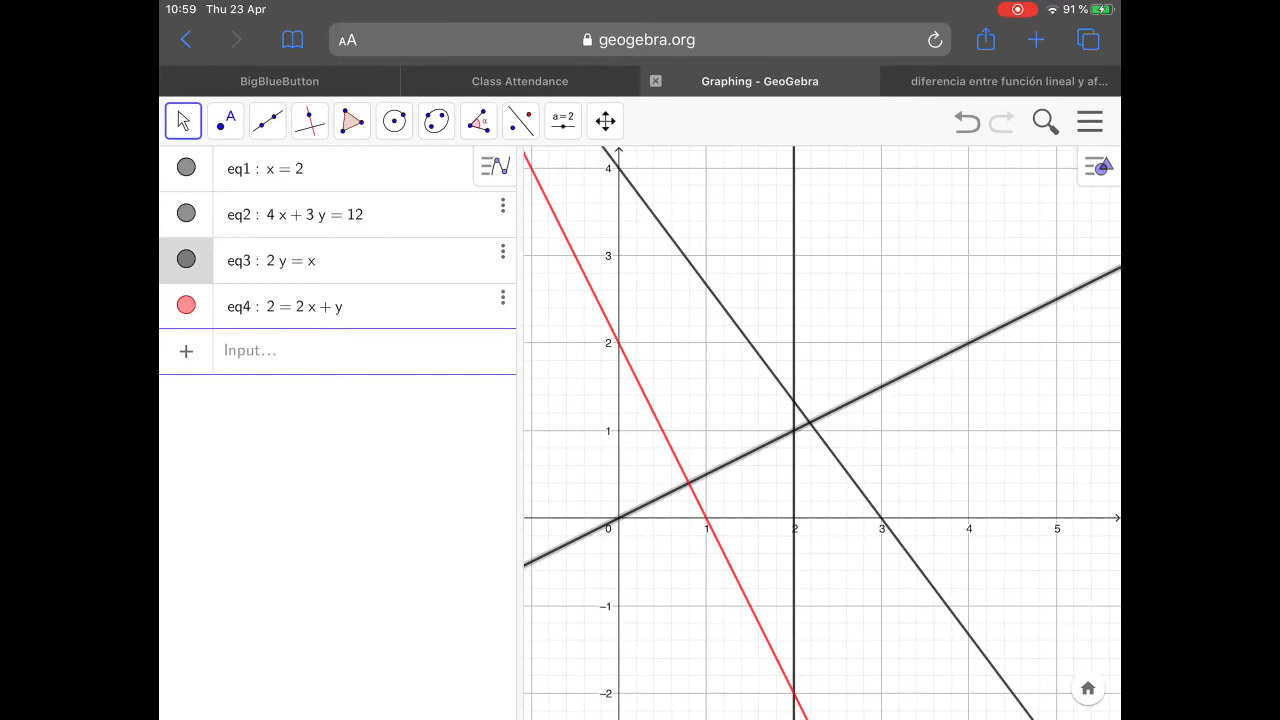 10:59 Thu 23 Apr 91 %
AA geogebra.org
BigBlueButton Class Attendance Graphing - GeoGebra diferencia entre función lineal y af...
A α a=2
eq1 : x = 2
eq2 : 4 x + 3 y = 12
eq3 : 2 y = x
eq4 : 2 = 2 x + y
+ Input...
4
3
2
1
0 1 2 3 4 5
−1
−2